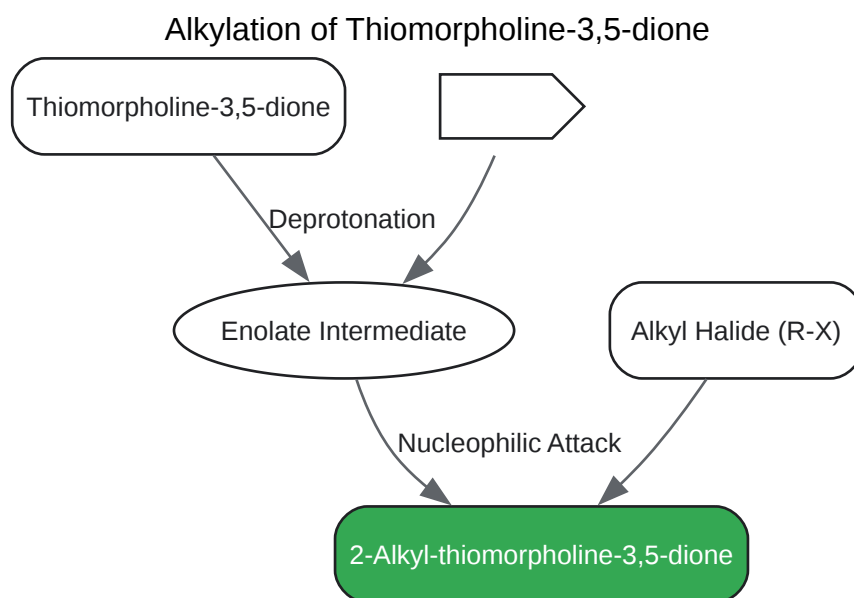 Alkylation of Thiomorpholine-3,5-dione
Thiomorpholine-3,5-dione
Deprotonation
Enolate Intermediate
Alkyl Halide (R-X)
Nucleophilic Attack
2-Alkyl-thiomorpholine-3,5-dione